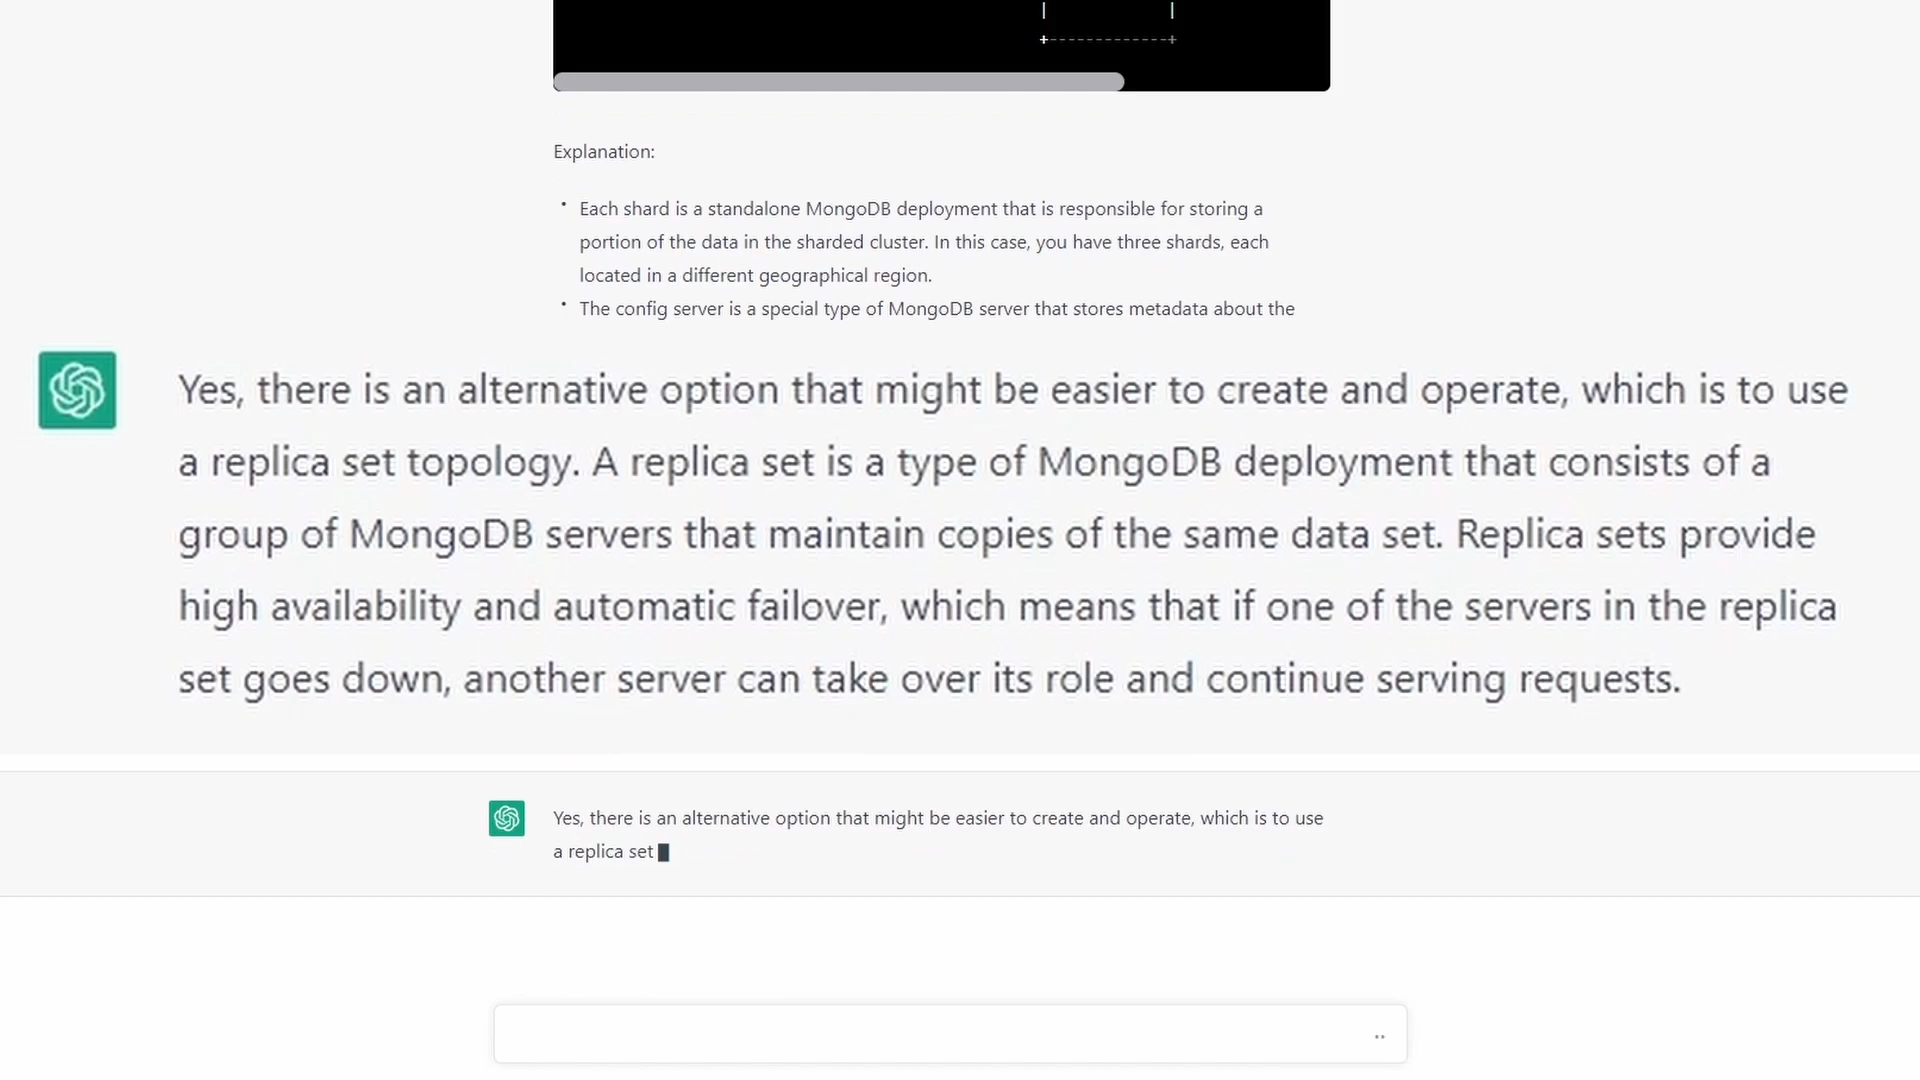 |          |
+-------------+
Explanation:
• Each shard is a standalone MongoDB deployment that is responsible for storing a
portion of the data in the sharded cluster. In this case, you have three shards, each
located in a different geographical region.
• The config server is a special type of MongoDB server that stores metadata about the
Yes, there is an alternative option that might be easier to create and operate, which is to use
a replica set topology. A replica set is a type of MongoDB deployment that consists of a
group of MongoDB servers that maintain copies of the same data set. Replica sets provide
high availability and automatic failover, which means that if one of the servers in the replica
set goes down, another server can take over its role and continue serving requests.
Yes, there is an alternative option that might be easier to create and operate, which is to use
a replica set